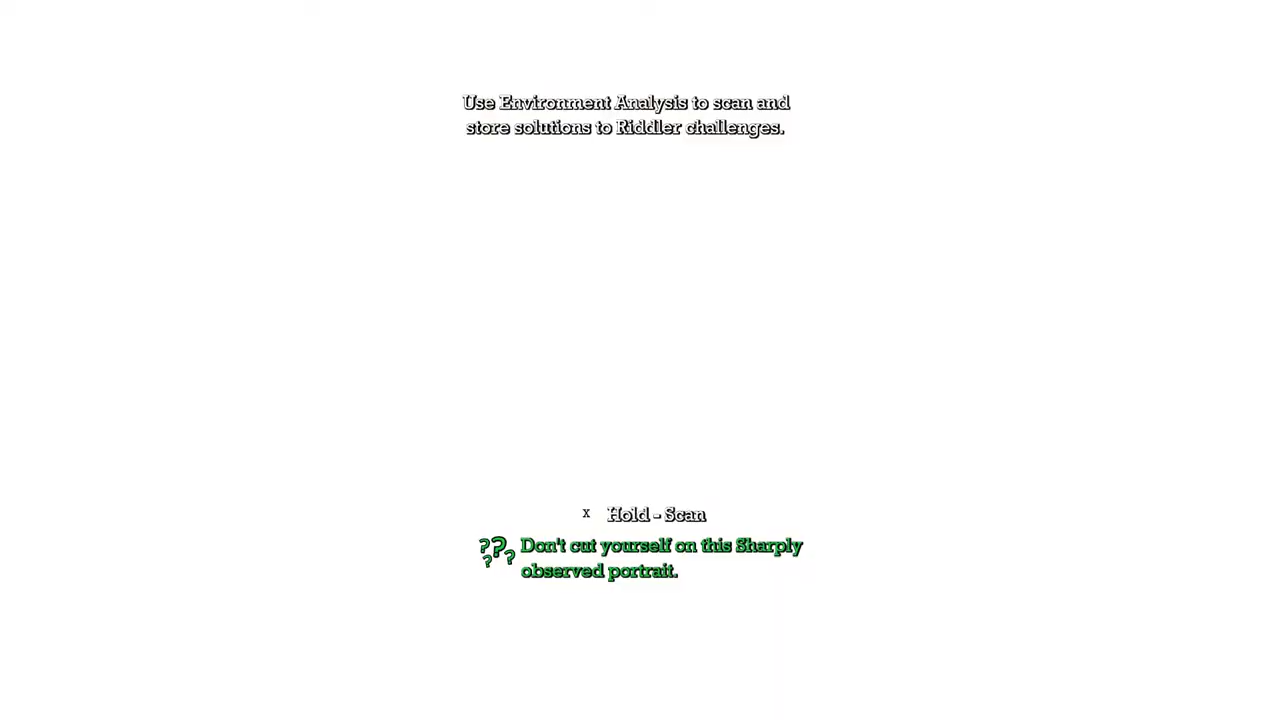 Use Environment Analysis to scan and
store solutions to Riddler challenges.
X Hold - Scan
???? Don't cut yourself on this Sharply
observed portrait.